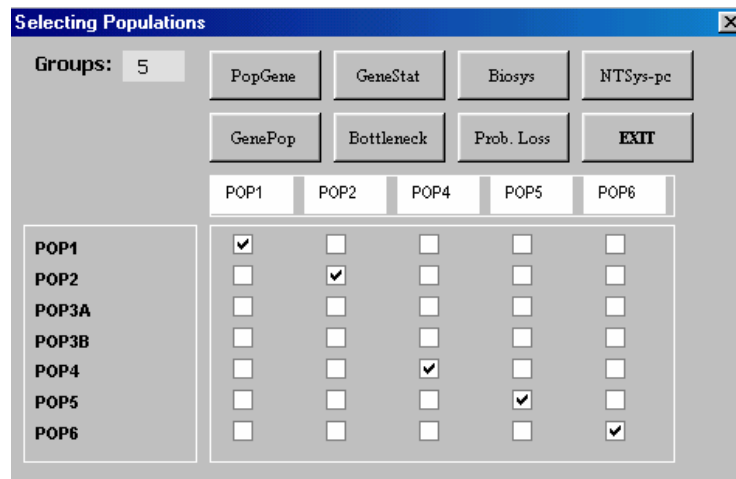 Selecting Populations
Groups: 5
PopGene GeneStat Biosys NTSys-pc
GenePop Bottleneck Prob. Loss EXIT
POP1 POP2 POP4 POP5 POP6
POP1
POP2
POP3A
POP3B
POP4
POP5
POP6